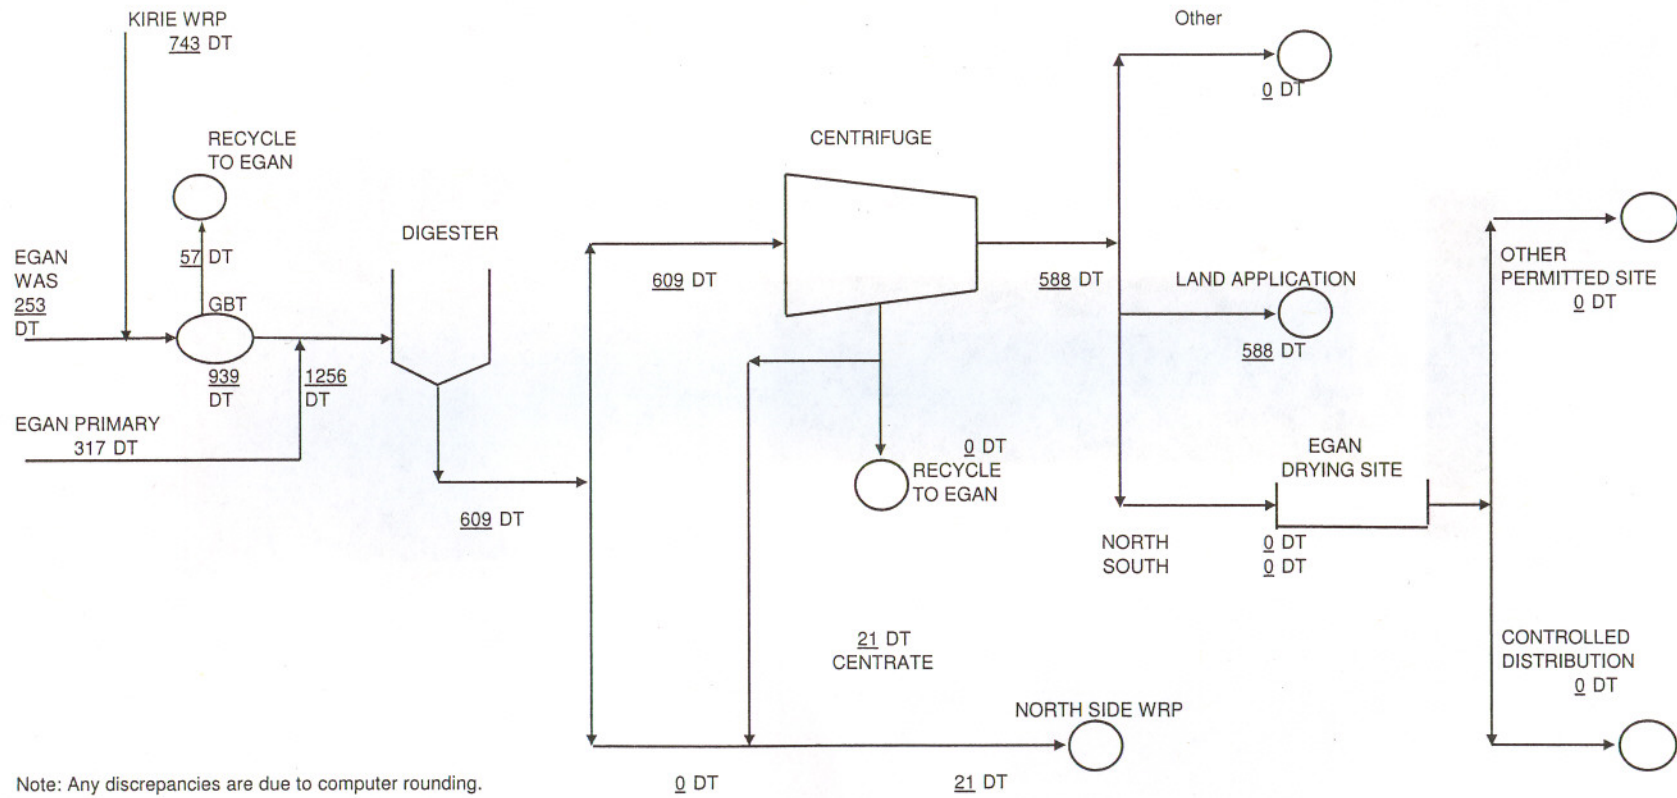 KIRIE WRP
743 DT
Other
0 DT
RECYCLE
TO EGAN
CENTRIFUGE
DIGESTER
57 DT
EGAN
WAS
253
DT
GBT
939
DT
1256
DT
EGAN PRIMARY
317 DT
609 DT
609 DT
588 DT
LAND APPLICATION
588 DT
OTHER
PERMITTED SITE
0 DT
0 DT
RECYCLE
TO EGAN
EGAN
DRYING SITE
NORTH 0 DT
SOUTH 0 DT
21 DT
CENTRATE
CONTROLLED
DISTRIBUTION
0 DT
NORTH SIDE WRP
0 DT
21 DT
Note: Any discrepancies are due to computer rounding.